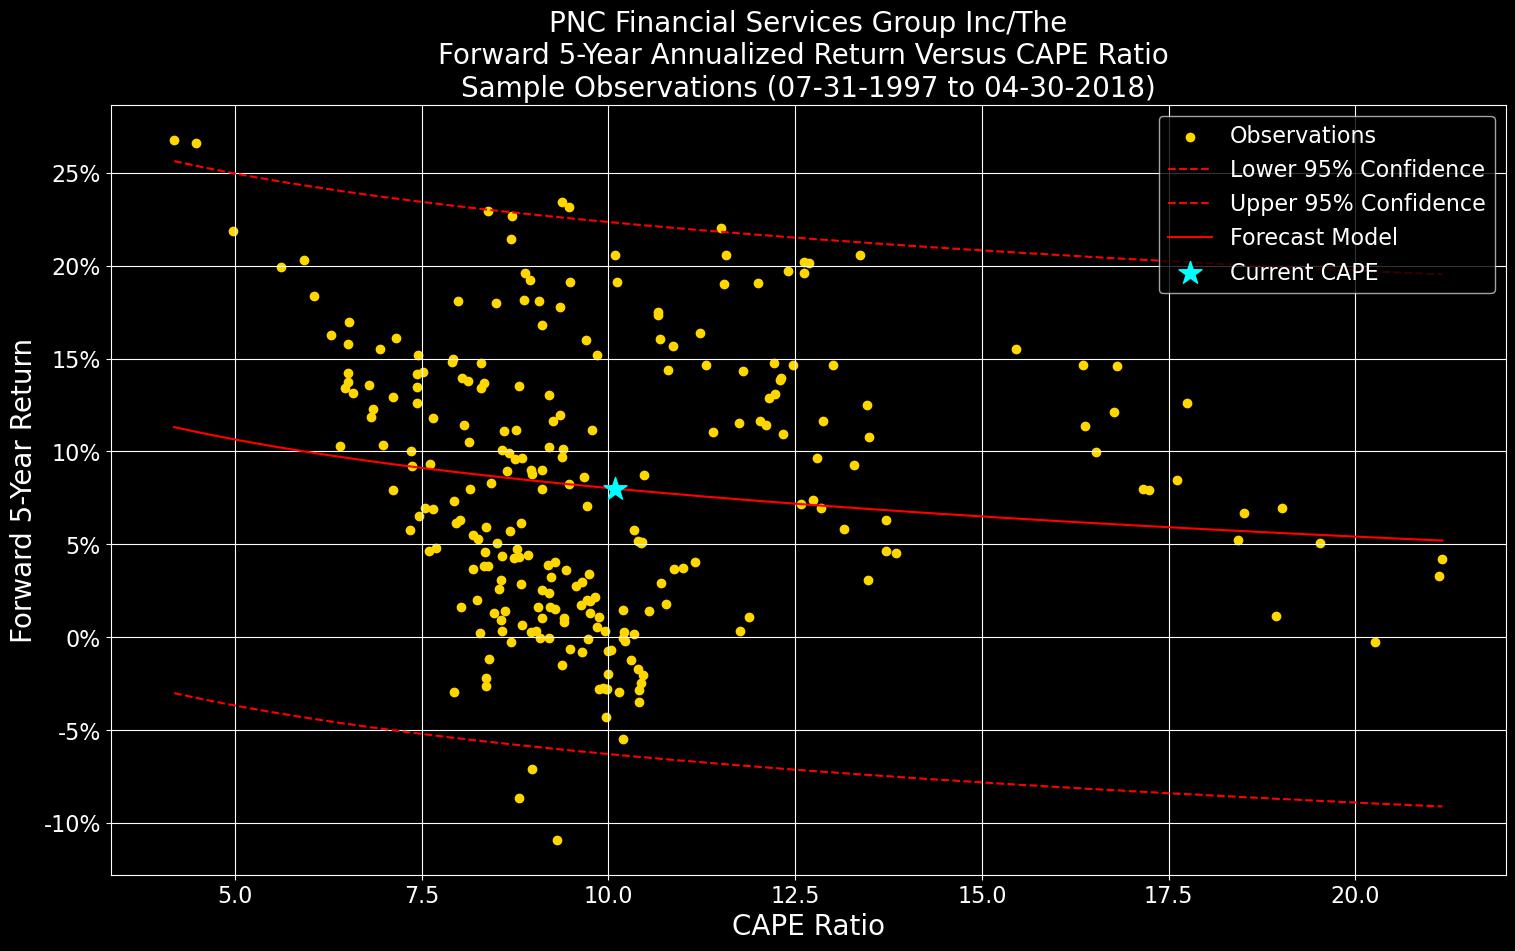 PNC Financial Services Group Inc/The
Forward 5-Year Annualized Return Versus CAPE Ratio
Sample Observations (07-31-1997 to 04-30-2018)
Observations
Lower 95% Confidence
Upper 95% Confidence
Forecast Model
Current CAPE
Forward 5-Year Return
25%
20%
15%
10%
5%
0%
-5%
-10%
5.0 7.5 10.0 12.5 15.0 17.5 20.0
CAPE Ratio